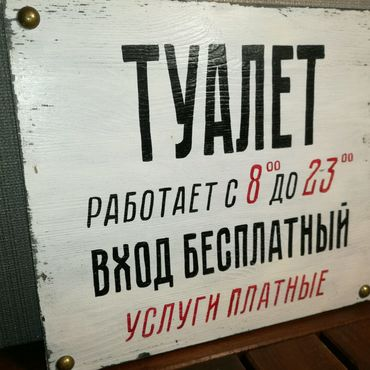 ТУАЛЕТ
РАБОТАЕТ С 8⁰⁰ ДО 23⁰⁰
ВХОД БЕСПЛАТНЫЙ
УСЛУГИ ПЛАТНЫЕ